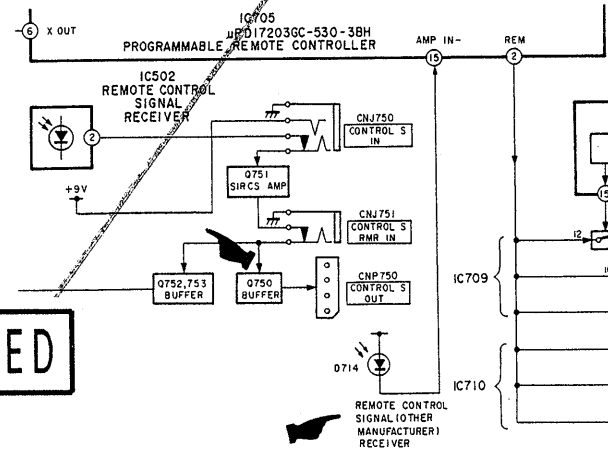 IC705
6 X OUT
µPD17203GC-530-3BH
AMP IN- REM
PROGRAMMABLE REMOTE CONTROLLER
15 2
IC502
REMOTE CONTROL
SIGNAL
RECEIVER
2
CNJ750
CONTROL S
IN
Q751
SIRCS AMP
+9V
15
CNJ751
CONTROL S
RMR IN
12
Q752,753
BUFFER
Q750
BUFFER
CNP750
CONTROL S
OUT
IC709
ED
D714
IC710
REMOTE CONTROL
SIGNAL(OTHER
MANUFACTURER)
RECEIVER